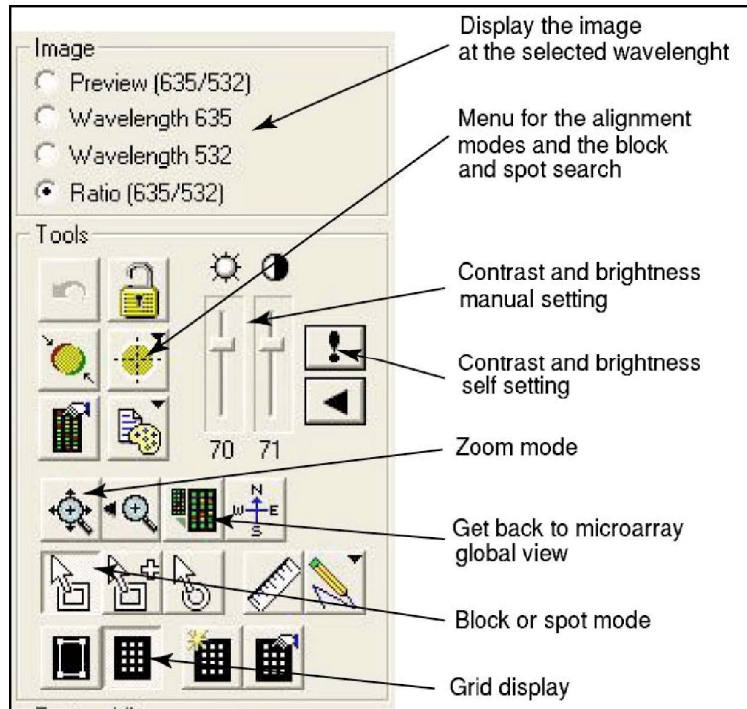 Image
Preview (635/532)
Wavelength 635
Wavelength 532
Ratio (635/532)
Tools
70 71
N
W E
S
Display the image
at the selected wavelenght
Menu for the alignment
modes and the block
and spot search
Contrast and brightness
manual setting
Contrast and brightness
self setting
Zoom mode
Get back to microarray
global view
Block or spot mode
Grid display